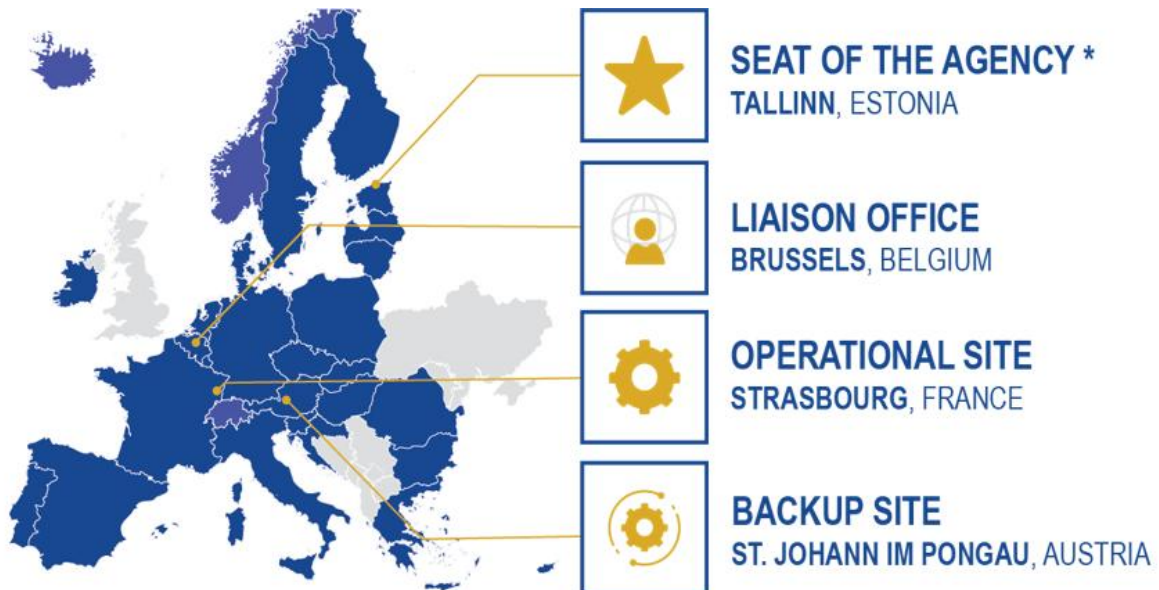 SEAT OF THE AGENCY *
TALLINN, ESTONIA
LIAISON OFFICE
BRUSSELS, BELGIUM
OPERATIONAL SITE
STRASBOURG, FRANCE
BACKUP SITE
ST. JOHANN IM PONGAU, AUSTRIA